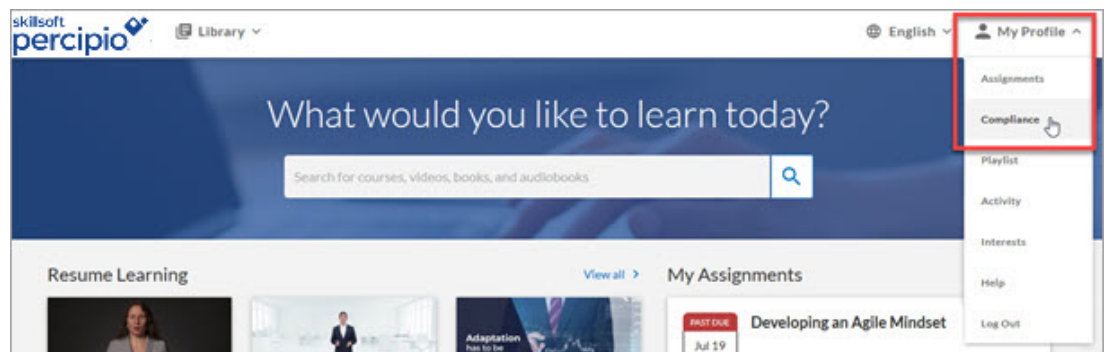 skillsoft
percipio
Library
English
My Profile
Assignments
Compliance
Playlist
Activity
Interests
Help
Log Out
What would you like to learn today?
Search for courses, videos, books, and audiobooks
Resume Learning
View all >
Adaptation
has to be
My Assignments
PAST DUE
Jul 19
Developing an Agile Mindset